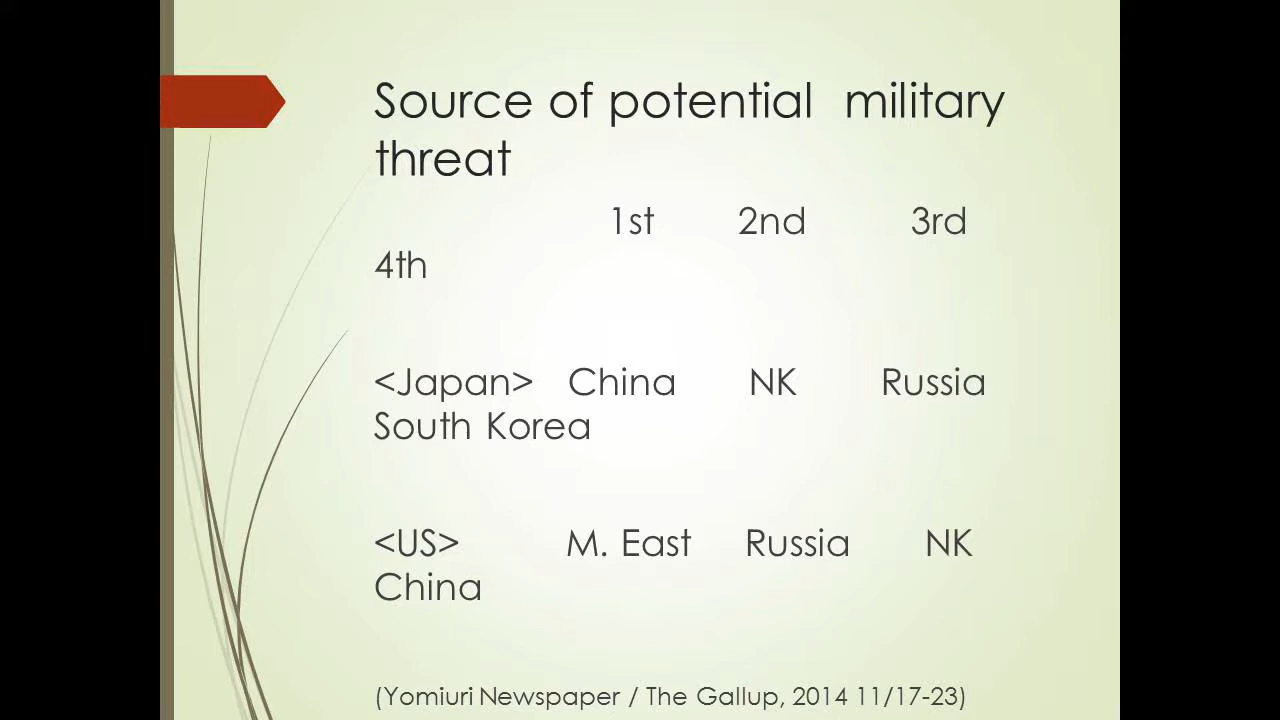 Source of potential military
threat
1st 2nd 3rd
4th
<Japan> China NK Russia
South Korea
<US> M. East Russia NK
China
(Yomiuri Newspaper / The Gallup, 2014 11/17-23)